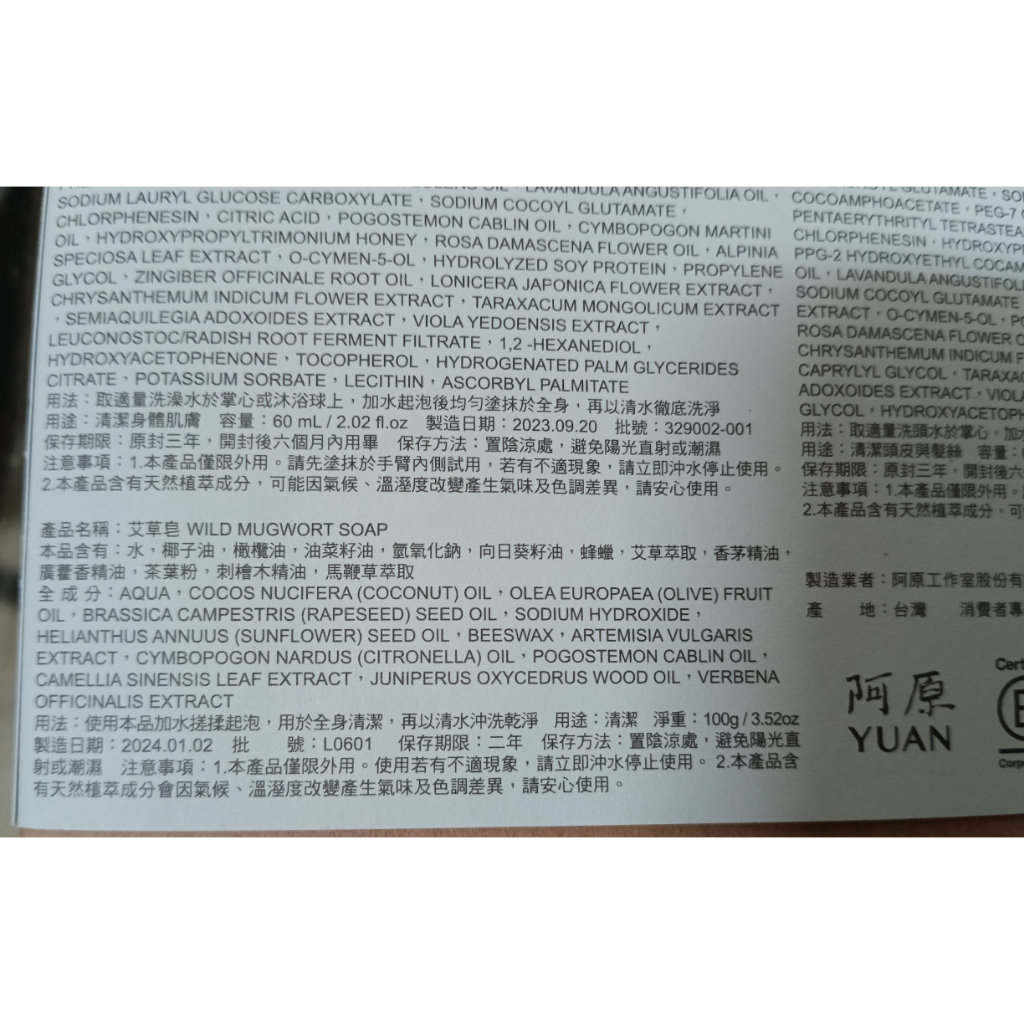 LAVANDULA ANGUSTIFOLIA OIL，
SODIUM LAURYL GLUCOSE CARBOXYLATE，SODIUM COCOYL GLUTAMATE，
CHLORPHENESIN，CITRIC ACID，POGOSTEMON CABLIN OIL，CYMBOPOGON MARTINI
OIL，HYDROXYPROPYLTRIMONIUM HONEY，ROSA DAMASCENA FLOWER OIL，ALPINIA
SPECIOSA LEAF EXTRACT，O-CYMEN-5-OL，HYDROLYZED SOY PROTEIN，PROPYLENE
GLYCOL，ZINGIBER OFFICINALE ROOT OIL，LONICERA JAPONICA FLOWER EXTRACT，
CHRYSANTHEMUM INDICUM FLOWER EXTRACT，TARAXACUM MONGOLICUM EXTRACT
，SEMIAQUILEGIA ADOXOIDES EXTRACT，VIOLA YEDOENSIS EXTRACT，
LEUCONOSTOC/RADISH ROOT FERMENT FILTRATE，1,2 -HEXANEDIOL，
HYDROXYACETOPHENONE，TOCOPHEROL，HYDROGENATED PALM GLYCERIDES
CITRATE，POTASSIUM SORBATE，LECITHIN，ASCORBYL PALMITATE
用法：取適量洗澡水於掌心或沐浴球上，加水起泡後均勻塗抹於全身，再以清水徹底洗淨
用途：清潔身體肌膚 容量：60 mL / 2.02 fl.oz 製造日期：2023.09.20 批號：329002-001
保存期限：原封三年，開封後六個月內用畢 保存方法：置陰涼處，避免陽光直射或潮濕
注意事項：1.本產品僅限外用。請先塗抹於手臂內側試用，若有不適現象，請立即沖水停止使用。
2.本產品含有天然植萃成分，可能因氣候、溫溼度改變產生氣味及色調差異，請安心使用。
產品名稱：艾草皂 WILD MUGWORT SOAP
本品含有：水，椰子油，橄欖油，油菜籽油，氫氧化鈉，向日葵籽油，蜂蠟，艾草萃取，香茅精油，
廣藿香精油，茶葉粉，刺檜木精油，馬鞭草萃取
全 成 分：AQUA，COCOS NUCIFERA (COCONUT) OIL，OLEA EUROPAEA (OLIVE) FRUIT
OIL，BRASSICA CAMPESTRIS (RAPESEED) SEED OIL，SODIUM HYDROXIDE，
HELIANTHUS ANNUUS (SUNFLOWER) SEED OIL，BEESWAX，ARTEMISIA VULGARIS
EXTRACT，CYMBOPOGON NARDUS (CITRONELLA) OIL，POGOSTEMON CABLIN OIL，
CAMELLIA SINENSIS LEAF EXTRACT，JUNIPERUS OXYCEDRUS WOOD OIL，VERBENA
OFFICINALIS EXTRACT
用法：使用本品加水搓揉起泡，用於全身清潔，再以清水沖洗乾淨 用途：清潔 淨重：100g / 3.52oz
製造日期：2024.01.02 批 號：L0601 保存期限：二年 保存方法：置陰涼處，避免陽光直
射或潮濕 注意事項：1.本產品僅限外用。使用若有不適現象，請立即沖水停止使用。 2.本產品含
有天然植萃成分會因氣候、溫溼度改變產生氣味及色調差異，請安心使用。
GLUTAMATE，
COCOAMPHOACETATE，PEG-7
PENTAERYTHRITYL
CHLORPHENESIN，
PPG-2 HYDROXYETHYL
OIL，
SODIUM COCOYL GLUTAMATE
EXTRACT，O-CYMEN-5-OL，
ROSA DAMASCENA FLOWER
CHRYSANTHEMUM INDICUM
CAPRYLYL GLYCOL，
ADOXOIDES EXTRACT，
GLYCOL，
用法：取適量洗頭水於掌心，加
用途：清潔頭皮與髮絲 容量：
保存期限：原封三年，開封後六
注意事項：1.本產品僅限外用。
2.本產品含有天然植萃成分，可
製造業者：阿原工作室股份有
產 地：台灣 消費者專
阿原
YUAN